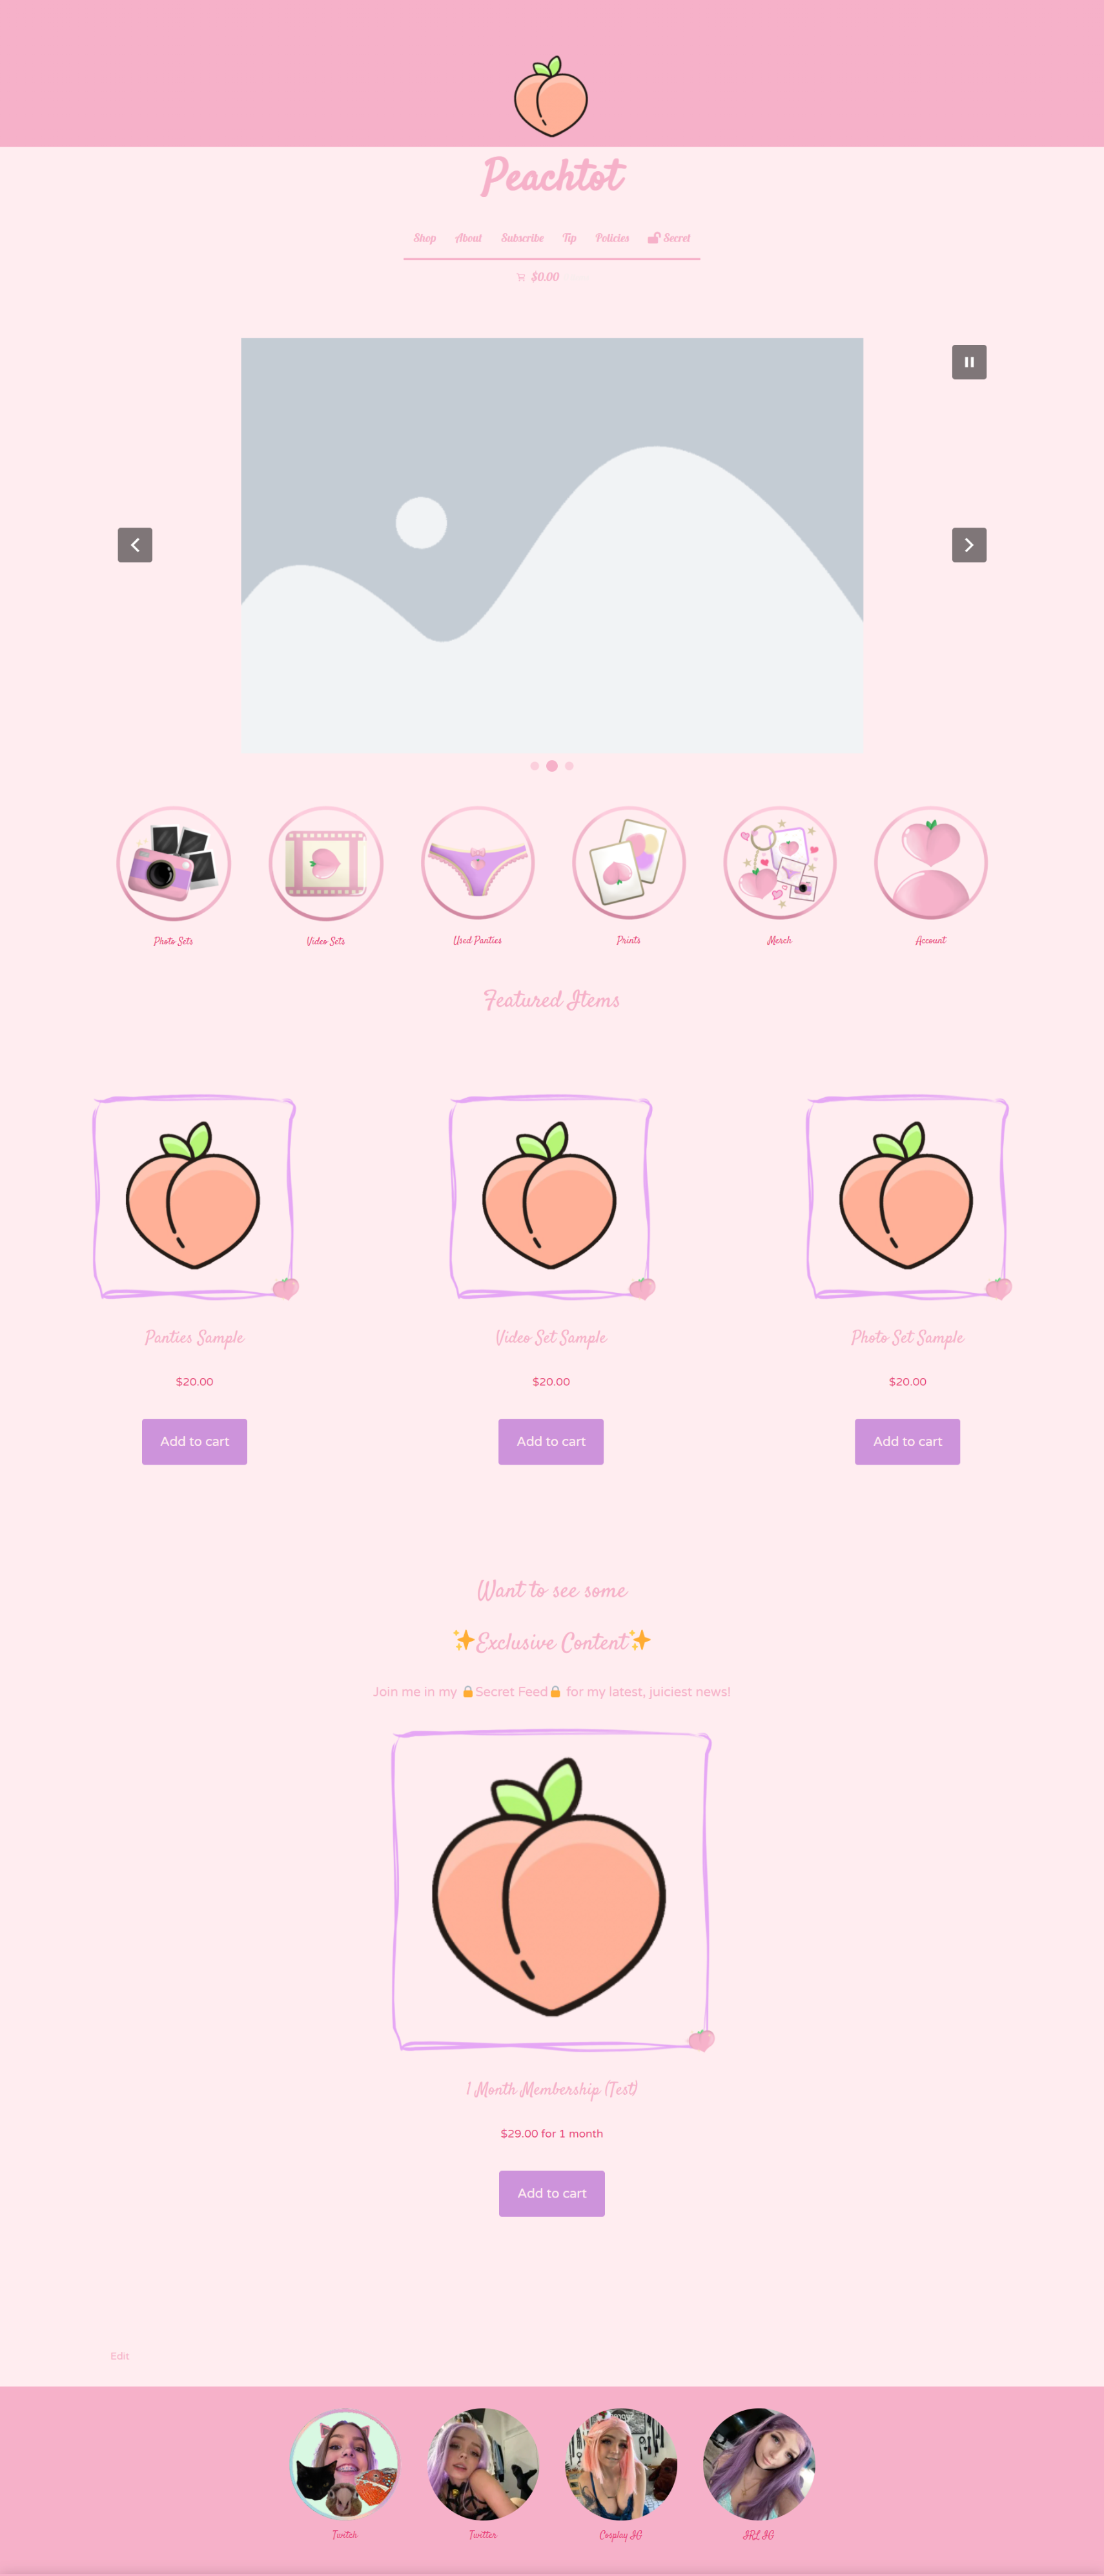 Peachtot
Shop About Subscribe Tip Policies Secret
$0.00
Photo Sets Video Sets Used Panties Prints Merch Account
Featured Items
Panties Sample Video Set Sample Photo Set Sample
$20.00 $20.00 $20.00
Add to cart Add to cart Add to cart
Want to see some
✨Exclusive Content✨
Join me in my 🔒Secret Feed🔒 for my latest, juiciest news!
1 Month Membership (Test)
$29.00 for 1 month
Add to cart
Edit
Twitch Twitter Cosplay IG IRL IG